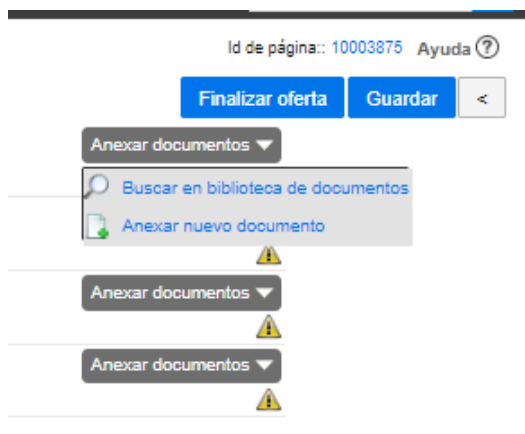 Id de página:: 10003875 Ayuda ?
Finalizar oferta Guardar <
Anexar documentos
Buscar en biblioteca de documentos
Anexar nuevo documento
Anexar documentos
Anexar documentos